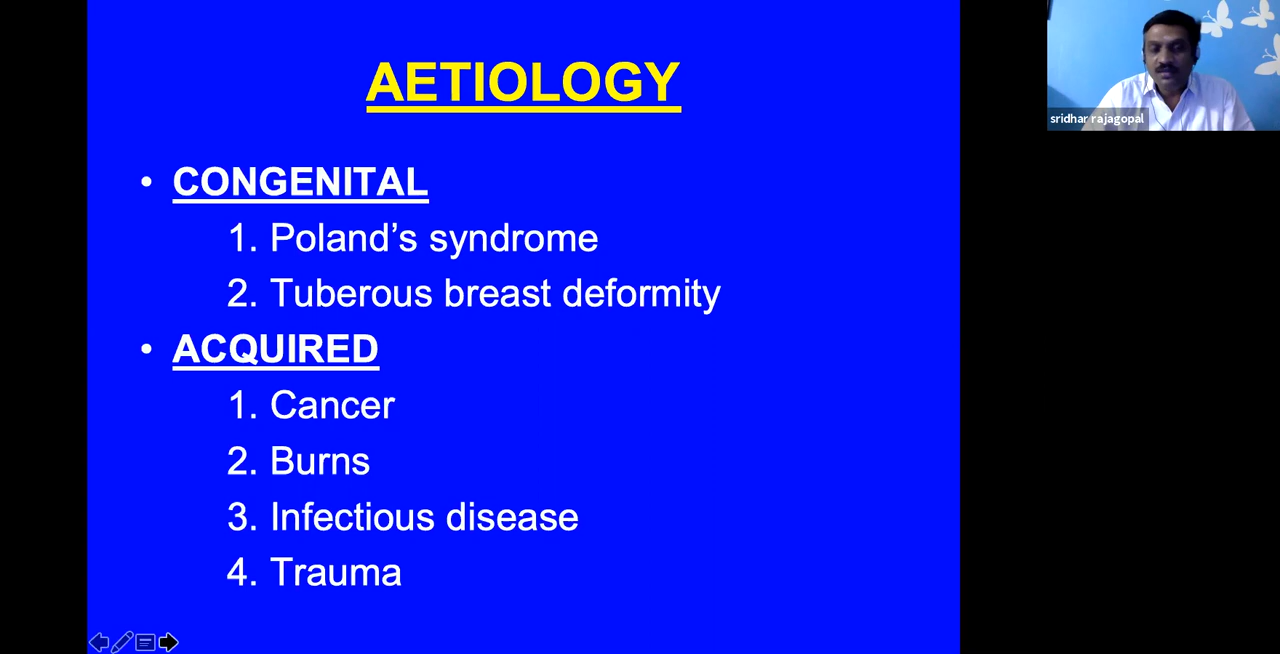 AETIOLOGY
• CONGENITAL
1. Poland’s syndrome
2. Tuberous breast deformity
• ACQUIRED
1. Cancer
2. Burns
3. Infectious disease
4. Trauma
sridhar rajagopal